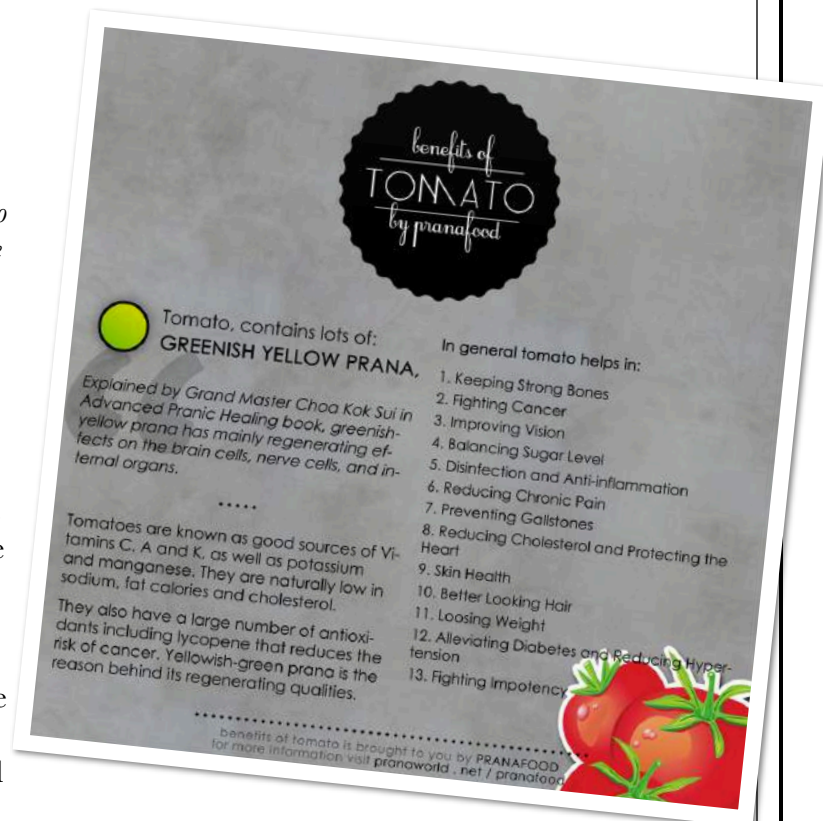 benefits of
TOMATO
by pranafood
Tomato, contains lots of:
GREENISH YELLOW PRANA,
Explained by Grand Master Choa Kok Sui in
Advanced Pranic Healing book, greenish-
yellow prana has mainly regenerating ef-
fects on the brain cells, nerve cells, and in-
ternal organs.
.....
Tomatoes are known as good sources of Vi-
tamins C, A and K, as well as potassium
and manganese. They are naturally low in
sodium, fat calories and cholesterol.
They also have a large number of antioxi-
dants including lycopene that reduces the
risk of cancer. Yellowish-green prana is the
reason behind its regenerating qualities.
In general tomato helps in:
1. Keeping Strong Bones
2. Fighting Cancer
3. Improving Vision
4. Balancing Sugar Level
5. Disinfection and Anti-inflammation
6. Reducing Chronic Pain
7. Preventing Gallstones
8. Reducing Cholesterol and Protecting the
Heart
9. Skin Health
10. Better Looking Hair
11. Loosing Weight
12. Alleviating Diabetes and Reducing Hyper-
tension
13. Fighting Impotency
benefits of tomato is brought to you by PRANAFOOD
for more information visit pranaworld . net / pranafood